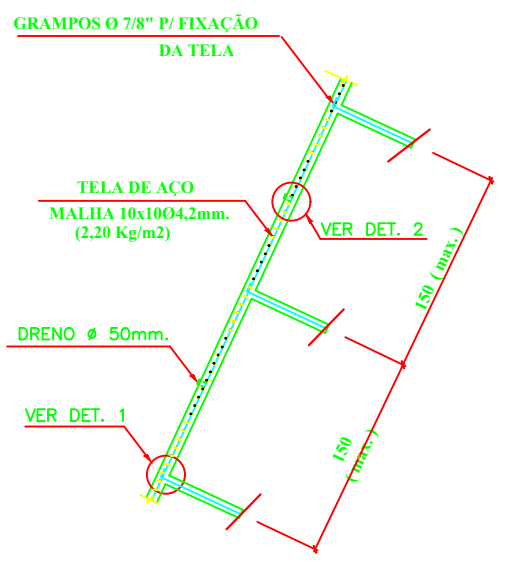 GRAMPOS Ø 7/8" P/ FIXAÇÃO
DA TELA
TELA DE AÇO
MALHA 10x10Ø4,2mm.
(2,20 Kg/m2)
VER DET. 2
150 ( max. )
DRENO ø 50mm.
VER DET. 1
150
( max. )